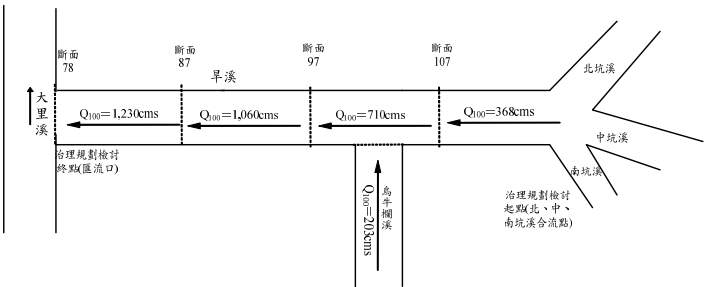 斷面
78
斷面
87
斷面
97
斷面
107
旱溪
北坑溪
大里溪
Q100=1,230cms
Q100=1,060cms
Q100=710cms
Q100=368cms
中坑溪
治理規劃檢討
終點(匯流口)
南坑溪
烏牛欄溪
Q100=203cms
治理規劃檢討
起點(北、中、
南坑溪合流點)